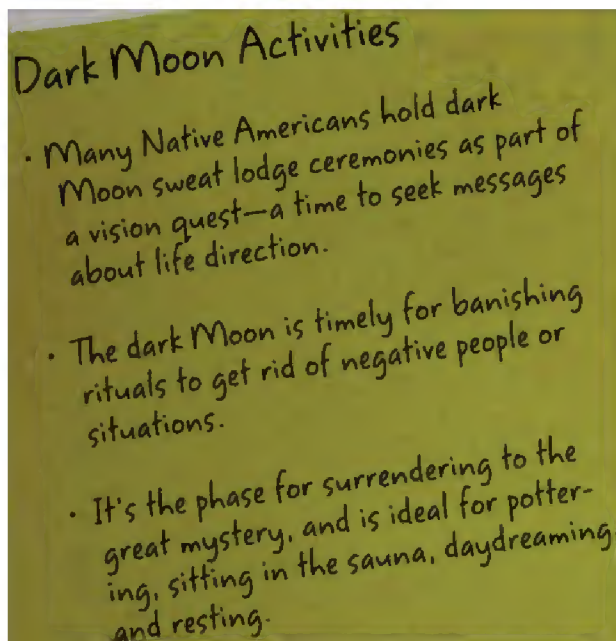 Dark Moon Activities
· Many Native Americans hold dark
Moon sweat lodge ceremonies as part of
a vision quest—a time to seek messages
about life direction.
· The dark Moon is timely for banishing
rituals to get rid of negative people or
situations.
· It's the phase for surrendering to the
great mystery, and is ideal for potter-
ing, sitting in the sauna, daydreaming,
and resting.